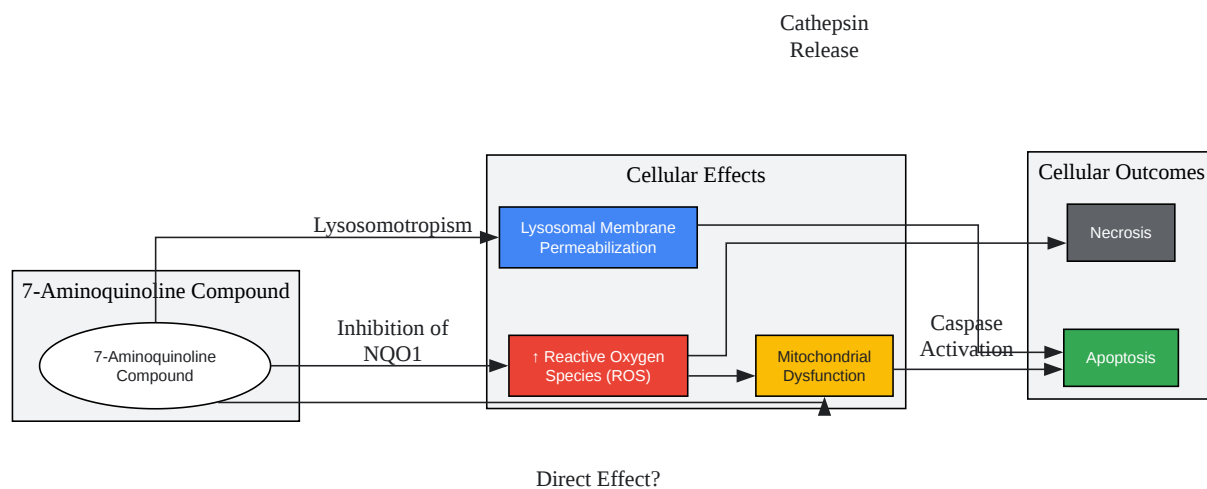 Cathepsin
Release
Cellular Effects
Cellular Outcomes
Lysosomotropism
Lysosomal Membrane
Permeabilization
Necrosis
7-Aminoquinoline Compound
Inhibition of
NQO1
7-Aminoquinoline
Compound
↑ Reactive Oxygen
Species (ROS)
Mitochondrial
Dysfunction
Caspase
Activation
Apoptosis
Direct Effect?